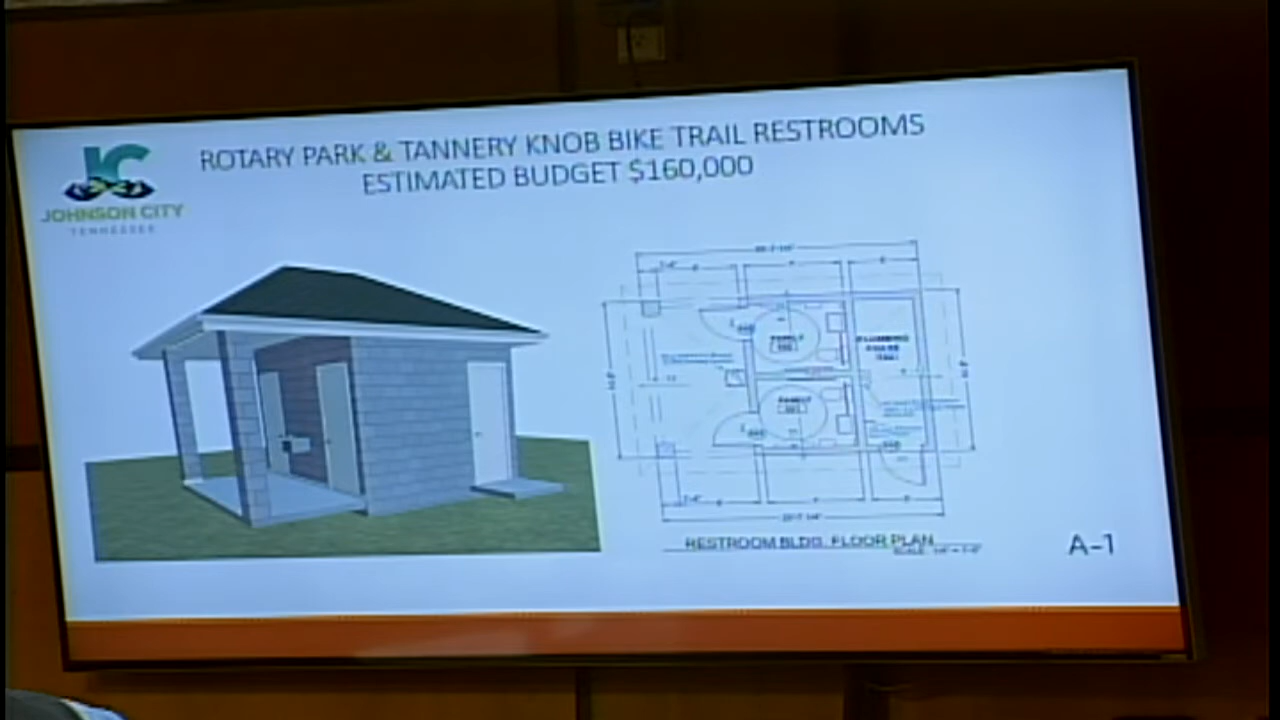 ROTARY PARK & TANNERY KNOB BIKE TRAIL RESTROOMS
ESTIMATED BUDGET $160,000
JC
JOHNSON CITY
TENNESSEE
FAMILY
FAMILY
PLUMBING
RESTROOM BLDG. FLOOR PLAN
A-1